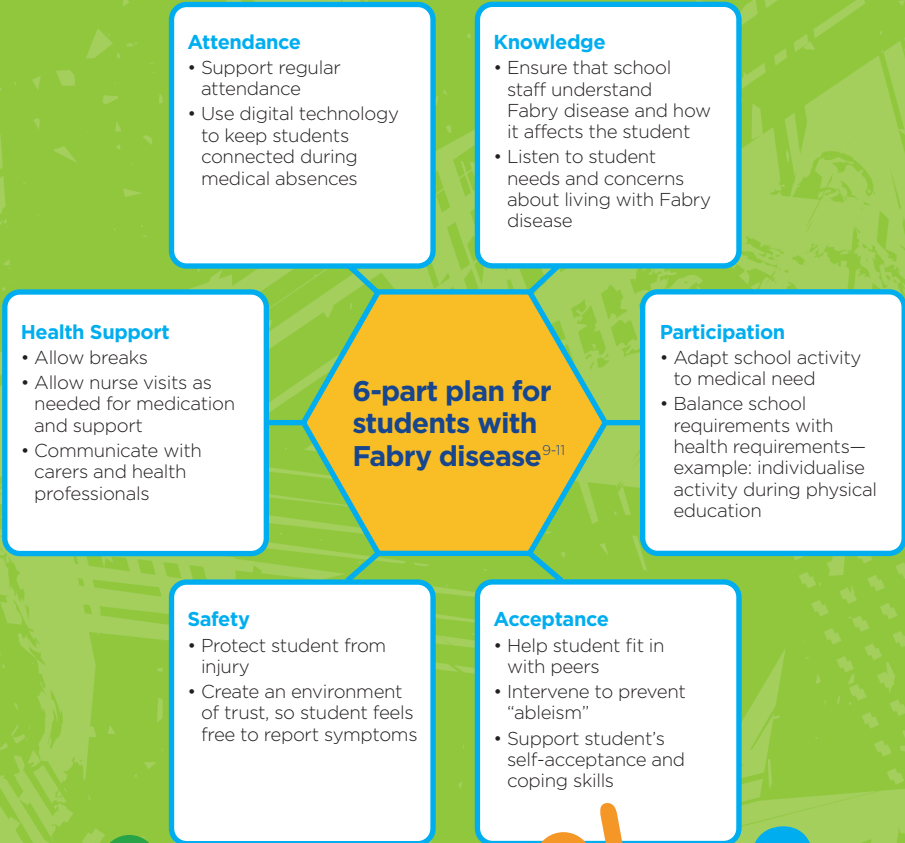 Attendance
• Support regular
attendance
• Use digital technology
to keep students
connected during
medical absences
Knowledge
• Ensure that school
staff understand
Fabry disease and how
it affects the student
• Listen to student
needs and concerns
about living with Fabry
disease
Health Support
• Allow breaks
• Allow nurse visits as
needed for medication
and support
• Communicate with
carers and health
professionals
6-part plan for
students with
Fabry disease9-11
Participation
• Adapt school activity
to medical need
• Balance school
requirements with
health requirements—
example: individualise
activity during physical
education
Safety
• Protect student from
injury
• Create an environment
of trust, so student feels
free to report symptoms
Acceptance
• Help student fit in
with peers
• Intervene to prevent
“ableism”
• Support student’s
self-acceptance and
coping skills